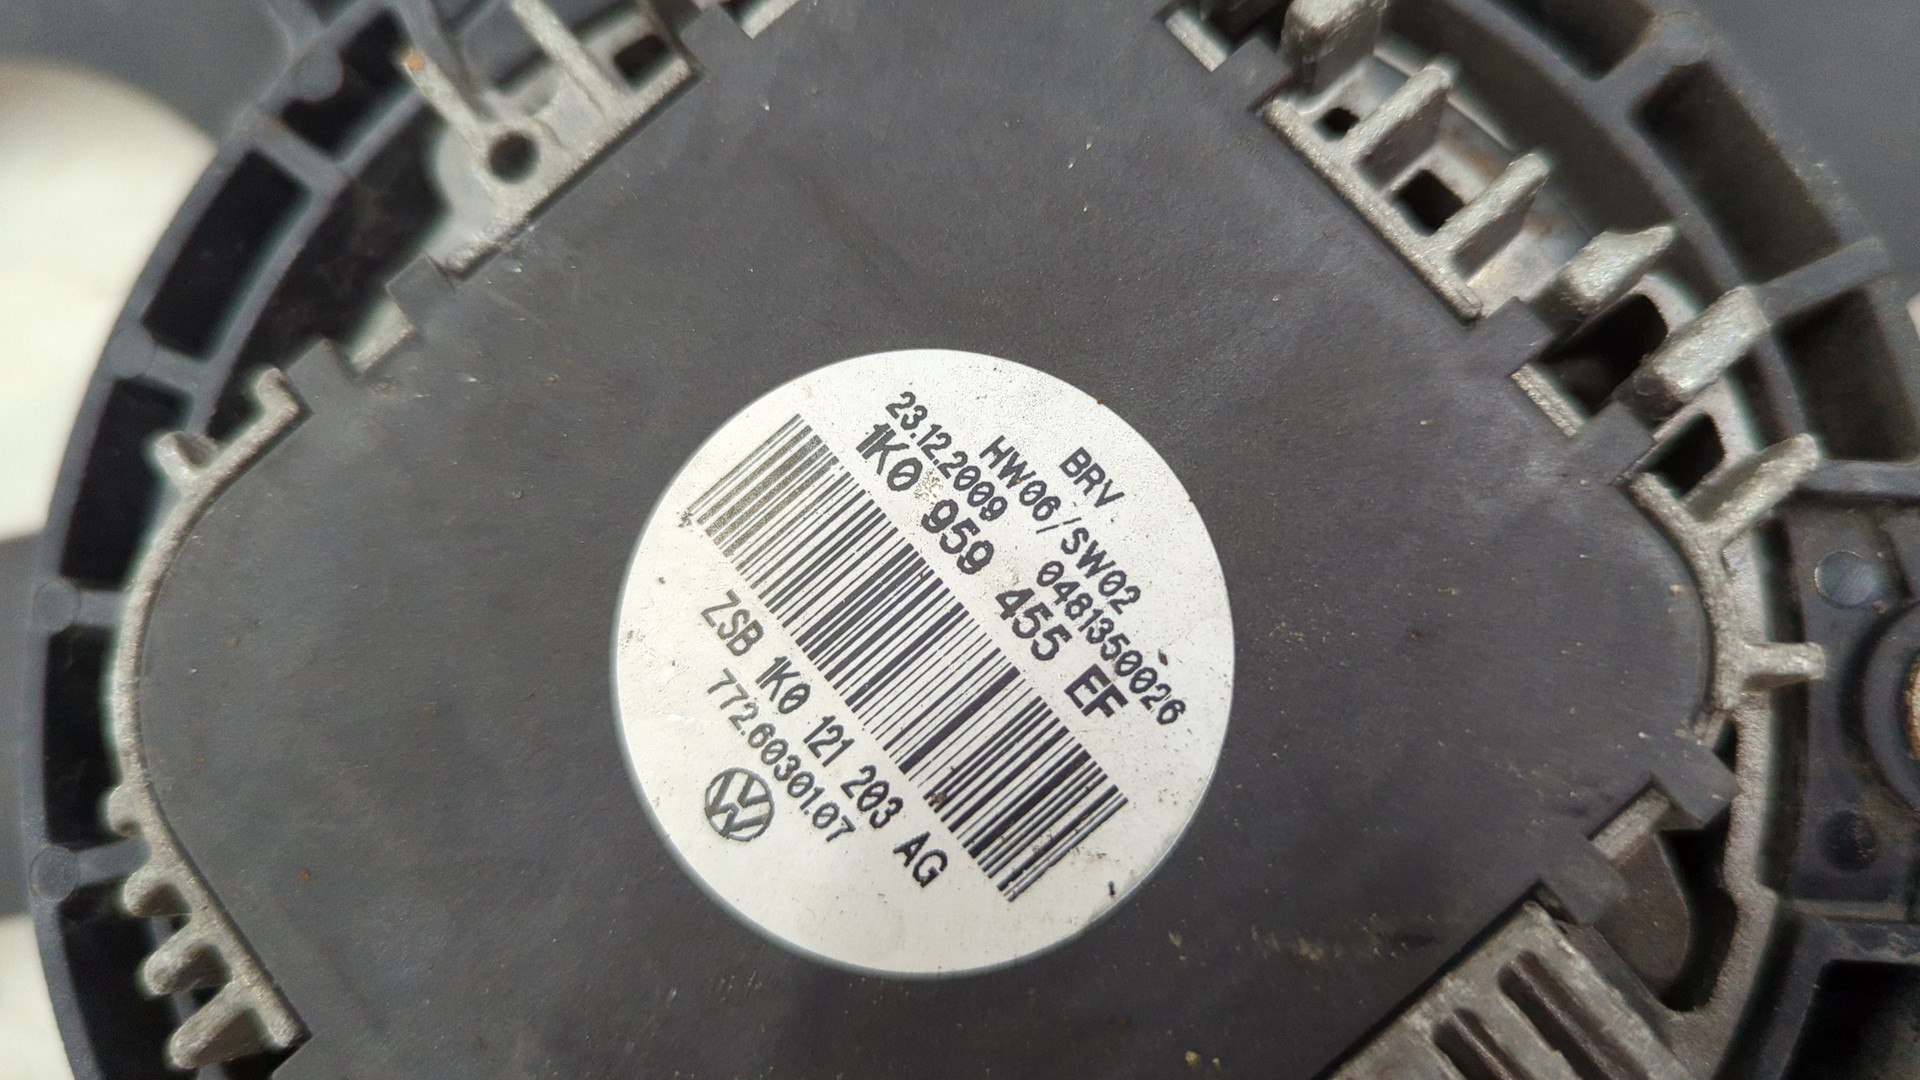 BRV
HW06/SW02
23.12.2009 0481350026
1K0 959 455 EF
ZSB 1K0 121 203 AG
772.60301.07
VW